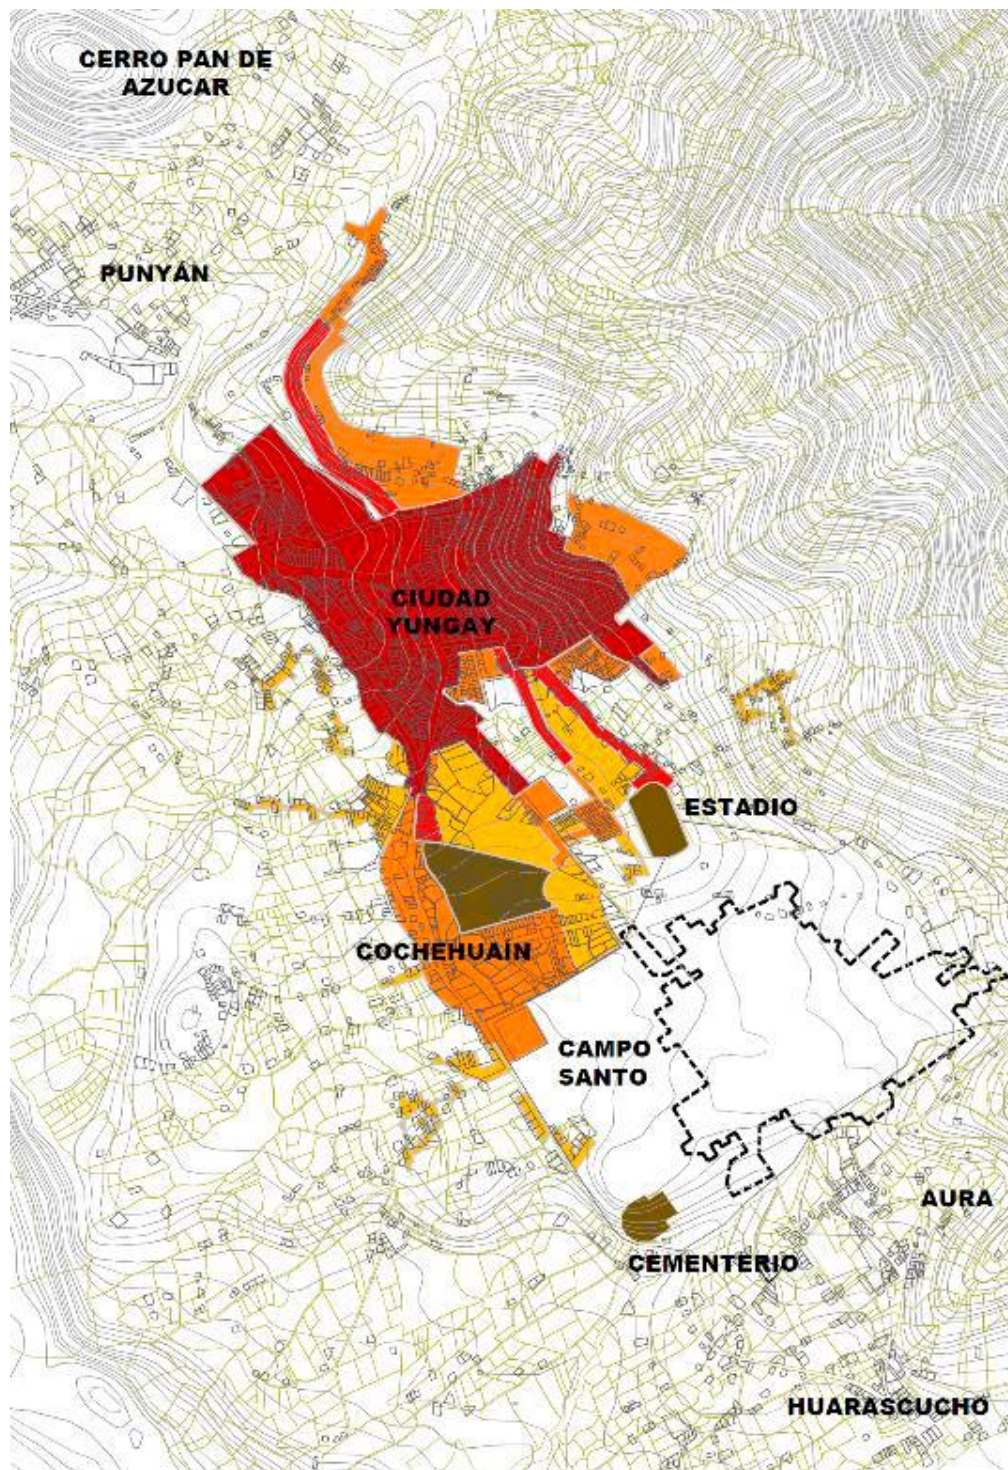 CERRO PAN DE
AZUCAR
PUNYÁN
CIUDAD
YUNGAY
ESTADIO
COCHEHUAÍN
CAMPO
SANTO
AURA
CEMENTERIO
HUARASCUCHO